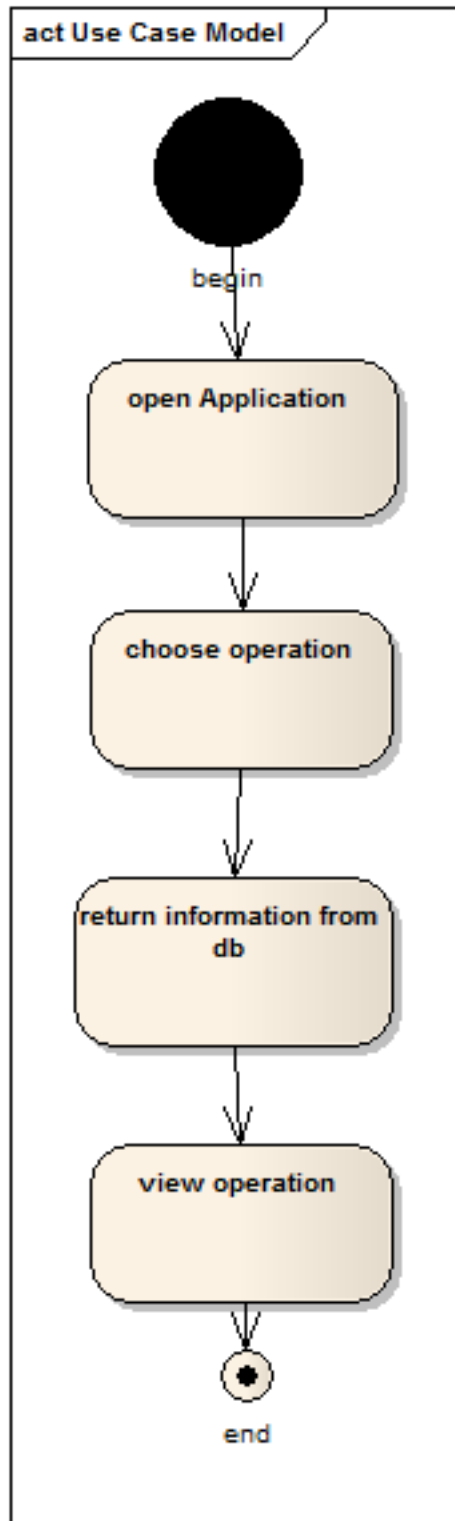 act Use Case Model
begin
open Application
choose operation
return information from
db
view operation
end